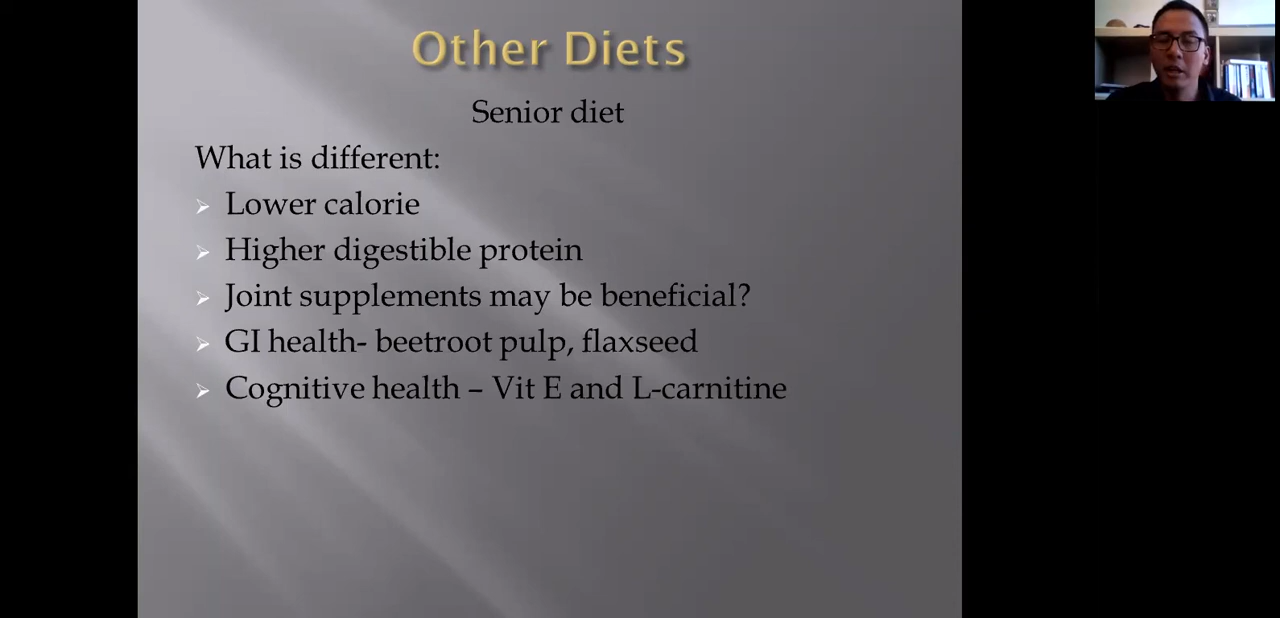 Other Diets
Senior diet
What is different:
Lower calorie
Higher digestible protein
Joint supplements may be beneficial?
GI health- beetroot pulp, flaxseed
Cognitive health – Vit E and L-carnitine